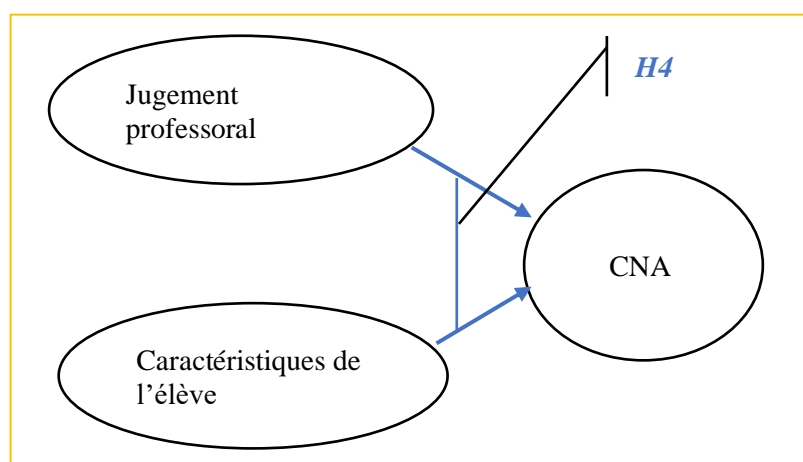 Jugement
professoral
H4
CNA
Caractéristiques de
l’élève